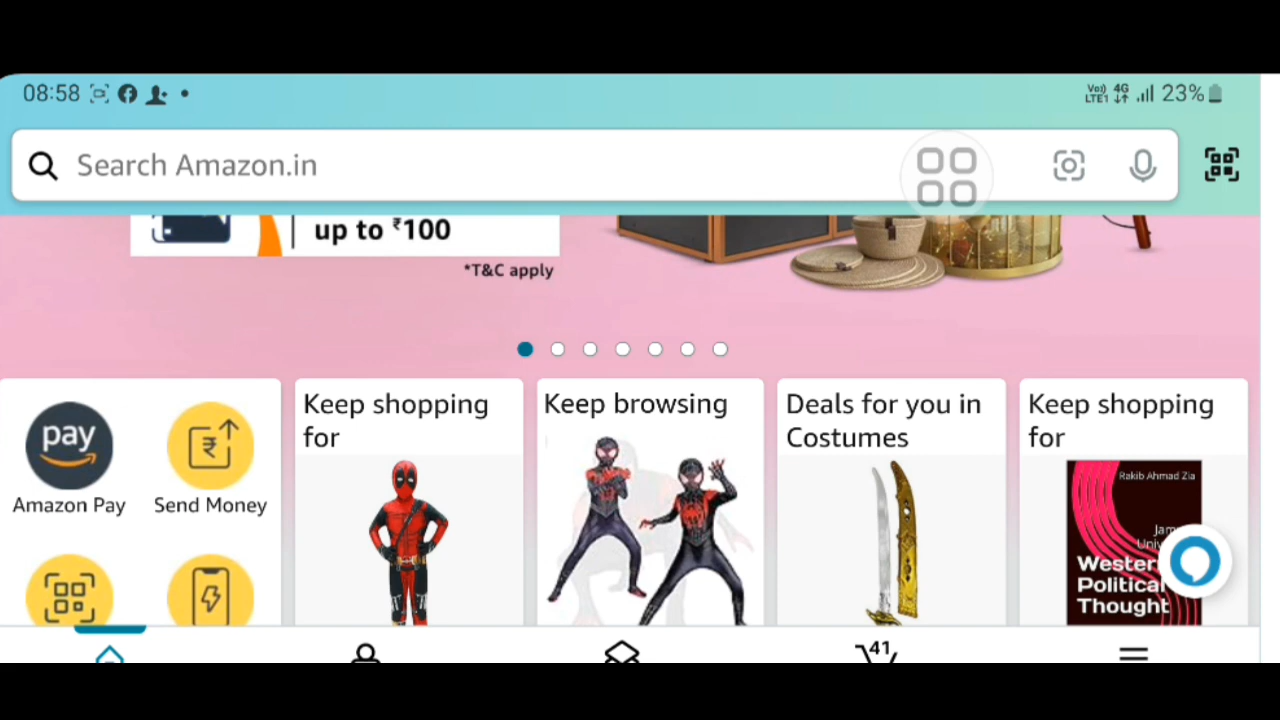 08:58
Vo)) 4G
LTE1
23%
Search Amazon.in
up to ₹100
*T&C apply
pay
Amazon Pay
₹
Send Money
Keep shopping
for
Keep browsing
Deals for you in
Costumes
Keep shopping
for
Rakib Ahmad Zia
Western
Political
Thought
41